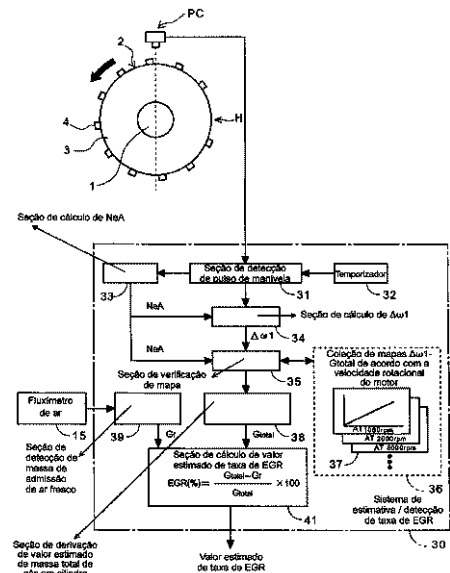 PC
2
4
3
1
H
Seção de cálculo de NeA
33
Seção de detecção
de pulso de manivela
31
Temporizador
32
NeA
Seção de cálculo de Δω1
34
Δω1
NeA
Seção de verificação
de mapa
35
Coleção de mapas Δω1-
Gtotal de acordo com a
velocidade rotacional
de motor
AT 1000rpm
AT 2000rpm
AT 3000rpm
37
36
Fluxímetro
de ar
15
39
38
Seção de
detecção de
massa de
admissão
de ar fresco
Gr
Gtotal
Seção de cálculo de valor
estimado de taxa de EGR
EGR(%)= Gtotal-Gr / Gtotal ×100
41
Sistema de
estimativa / detecção
de taxa de EGR
30
Seção de derivação
de valor estimado
de massa total de
gás em cilindro
Valor estimado
de taxa de EGR